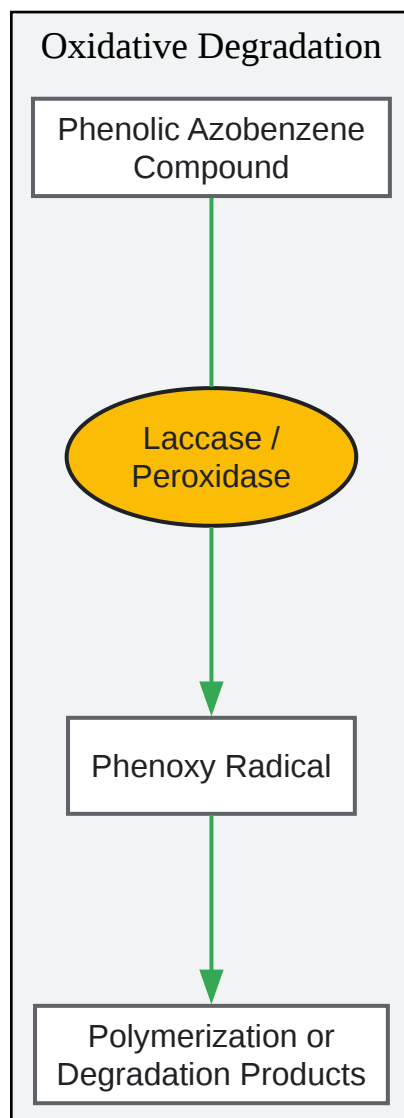 Oxidative Degradation
Phenolic Azobenzene
Compound
Laccase /
Peroxidase
Phenoxy Radical
Polymerization or
Degradation Products